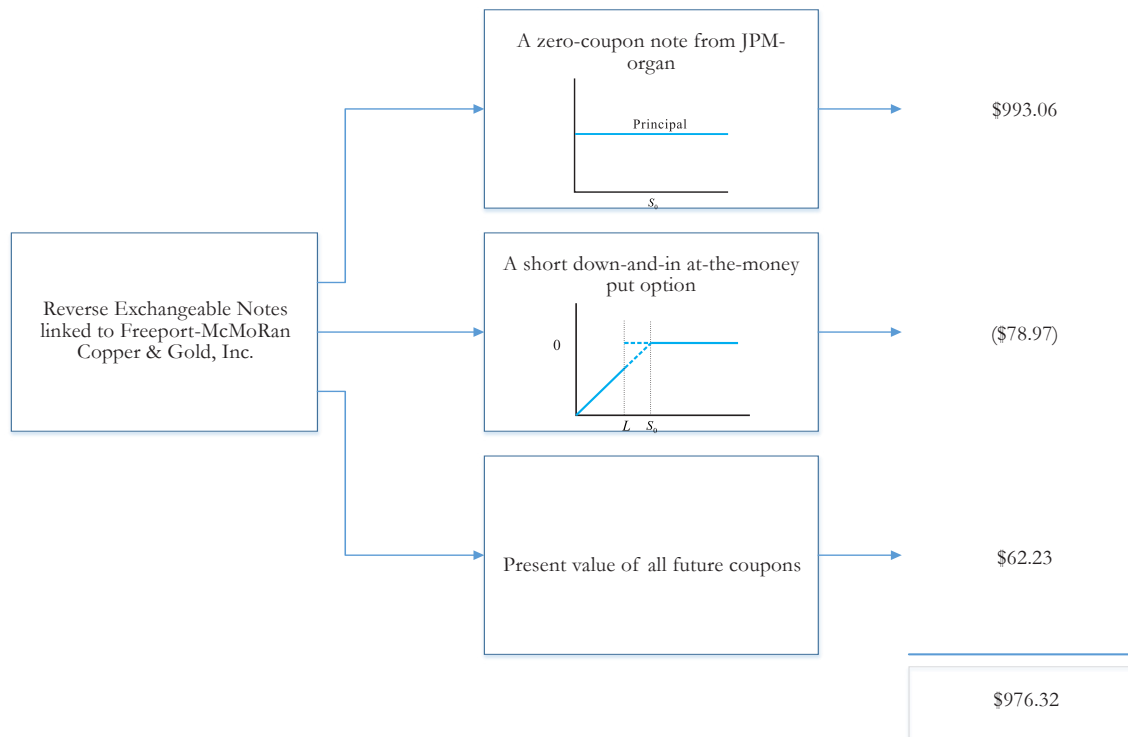 A zero-coupon note from JPM-
organ
Principal
S₀
$993.06
Reverse Exchangeable Notes
linked to Freeport-McMoRan
Copper & Gold, Inc.
A short down-and-in at-the-money
put option
0
L S₀
($78.97)
Present value of all future coupons
$62.23
$976.32